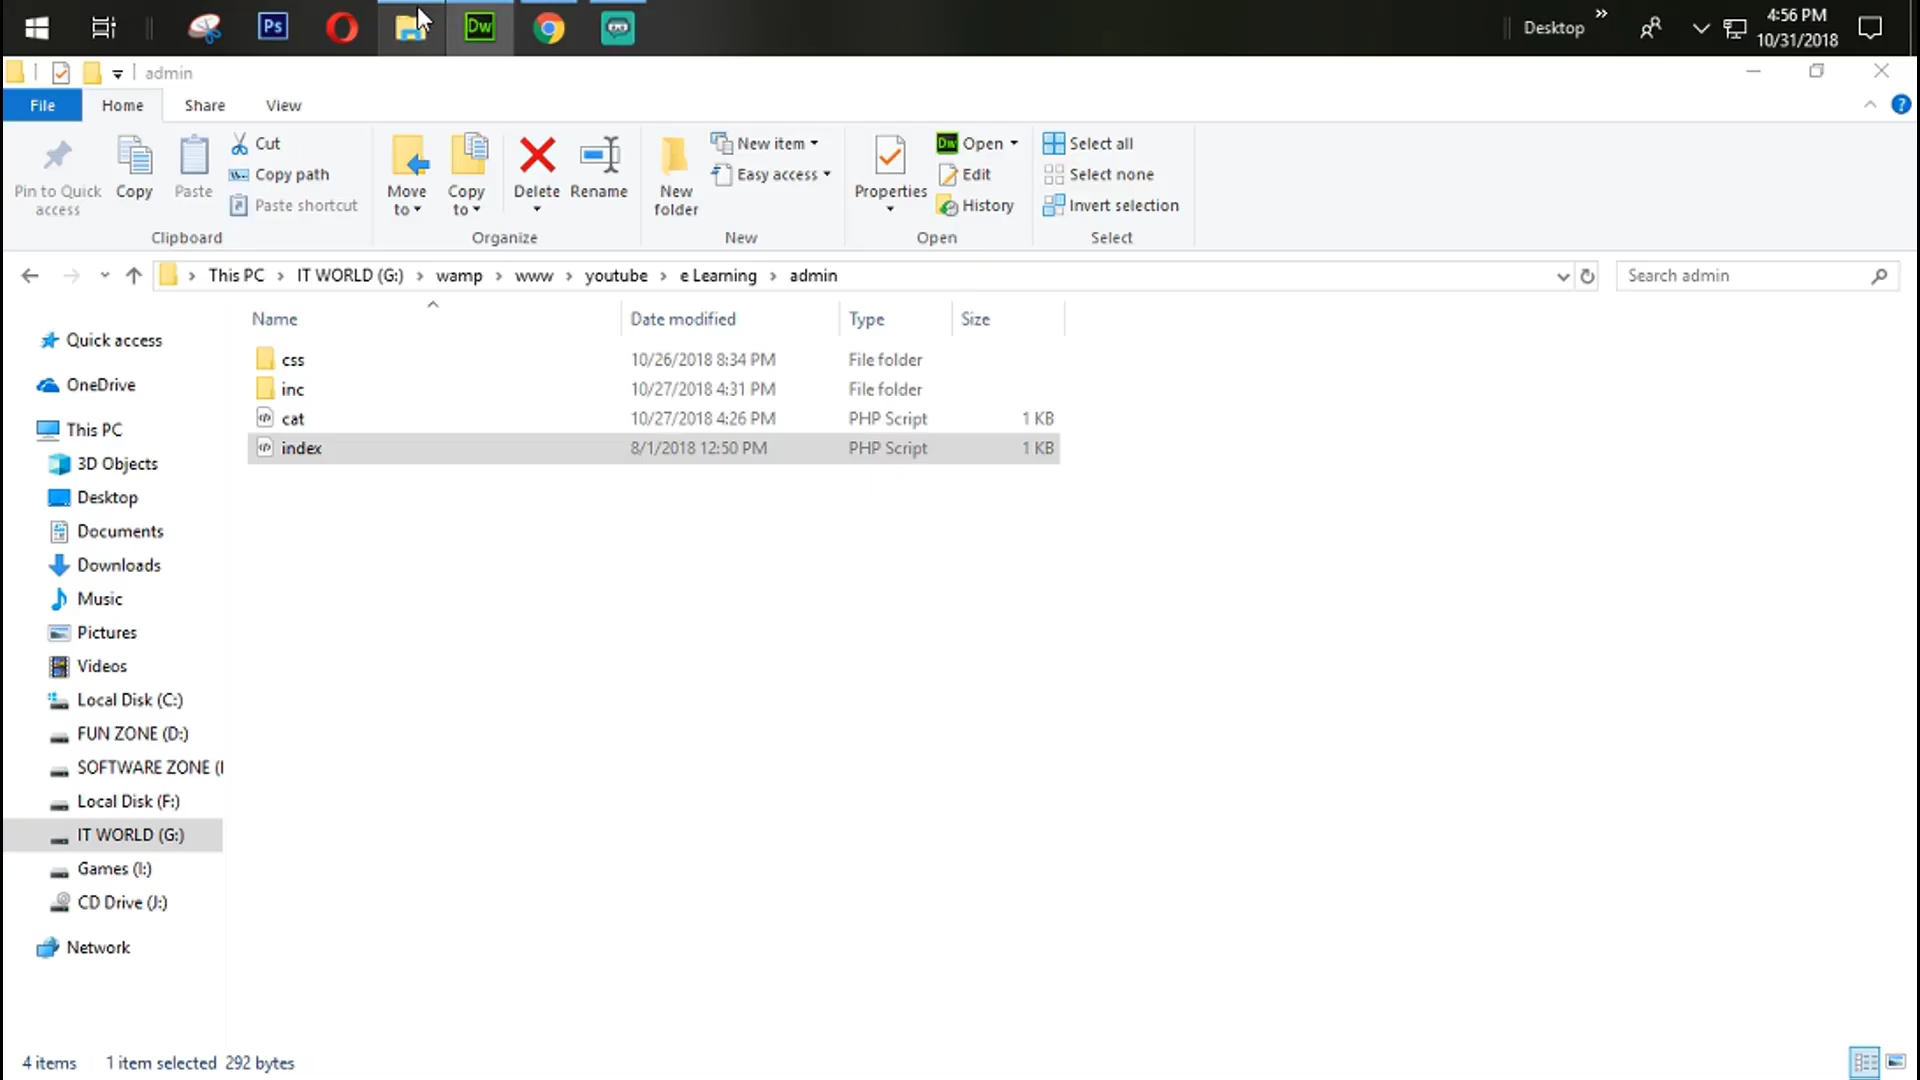 Ps
Dw
Desktop
»
4:56 PM
10/31/2018
admin
File
Home
Share
View
?
Pin to Quick access
Copy
Paste
Cut
Copy path
Paste shortcut
Clipboard
Move to
Copy to
Delete
Rename
Organize
New folder
New item
Easy access
New
Properties
Dw Open
Edit
History
Open
Select all
Select none
Invert selection
Select
This PC > IT WORLD (G:) > wamp > www > youtube > e Learning > admin
Search admin
Name Date modified Type Size
css 10/26/2018 8:34 PM File folder
inc 10/27/2018 4:31 PM File folder
cat 10/27/2018 4:26 PM PHP Script 1 KB
index 8/1/2018 12:50 PM PHP Script 1 KB
Quick access
OneDrive
This PC
3D Objects
Desktop
Documents
Downloads
Music
Pictures
Videos
Local Disk (C:)
FUN ZONE (D:)
SOFTWARE ZONE (
Local Disk (F:)
IT WORLD (G:)
Games (I:)
CD Drive (J:)
Network
4 items 1 item selected 292 bytes